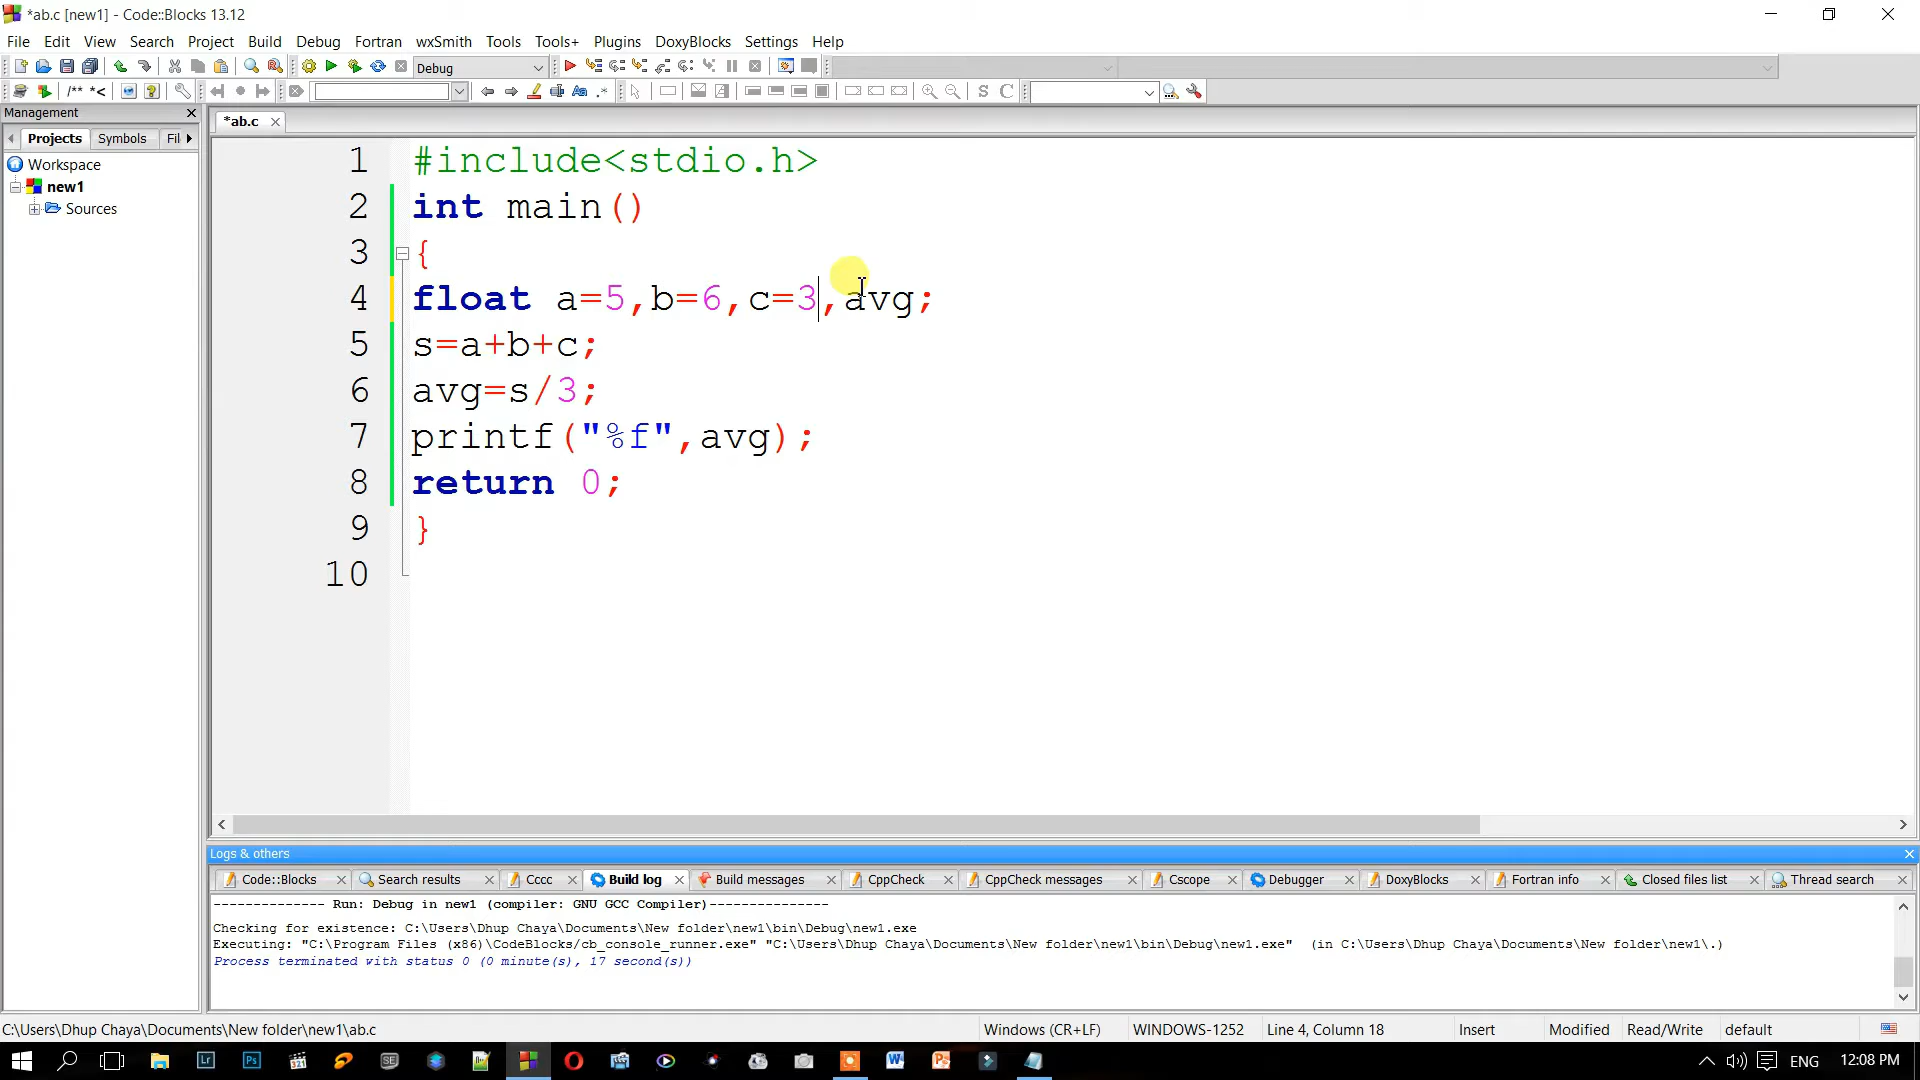 *ab.c [new1] - Code::Blocks 13.12
File Edit View Search Project Build Debug Fortran wxSmith Tools Tools+ Plugins DoxyBlocks Settings Help
Debug
/** *<
S C
Management
*ab.c
Projects Symbols Fil
Workspace
new1
Sources
1 #include<stdio.h>
2 int main()
3 {
4 float a=5,b=6,c=3,avg;
5 s=a+b+c;
6 avg=s/3;
7 printf("%f",avg);
8 return 0;
9 }
10
Logs & others
Code::Blocks Search results Cccc Build log Build messages CppCheck CppCheck messages Cscope Debugger DoxyBlocks Fortran info Closed files list Thread search
-------------- Run: Debug in new1 (compiler: GNU GCC Compiler)---------------
Checking for existence: C:\Users\Dhup Chaya\Documents\New folder\new1\bin\Debug\new1.exe
Executing: "C:\Program Files (x86)\CodeBlocks/cb_console_runner.exe" "C:\Users\Dhup Chaya\Documents\New folder\new1\bin\Debug\new1.exe" (in C:\Users\Dhup Chaya\Documents\New folder\new1\.)
Process terminated with status 0 (0 minute(s), 17 second(s))
C:\Users\Dhup Chaya\Documents\New folder\new1\ab.c Windows (CR+LF) WINDOWS-1252 Line 4, Column 18 Insert Modified Read/Write default
Lr Ps 321 SE W P ENG 12:08 PM